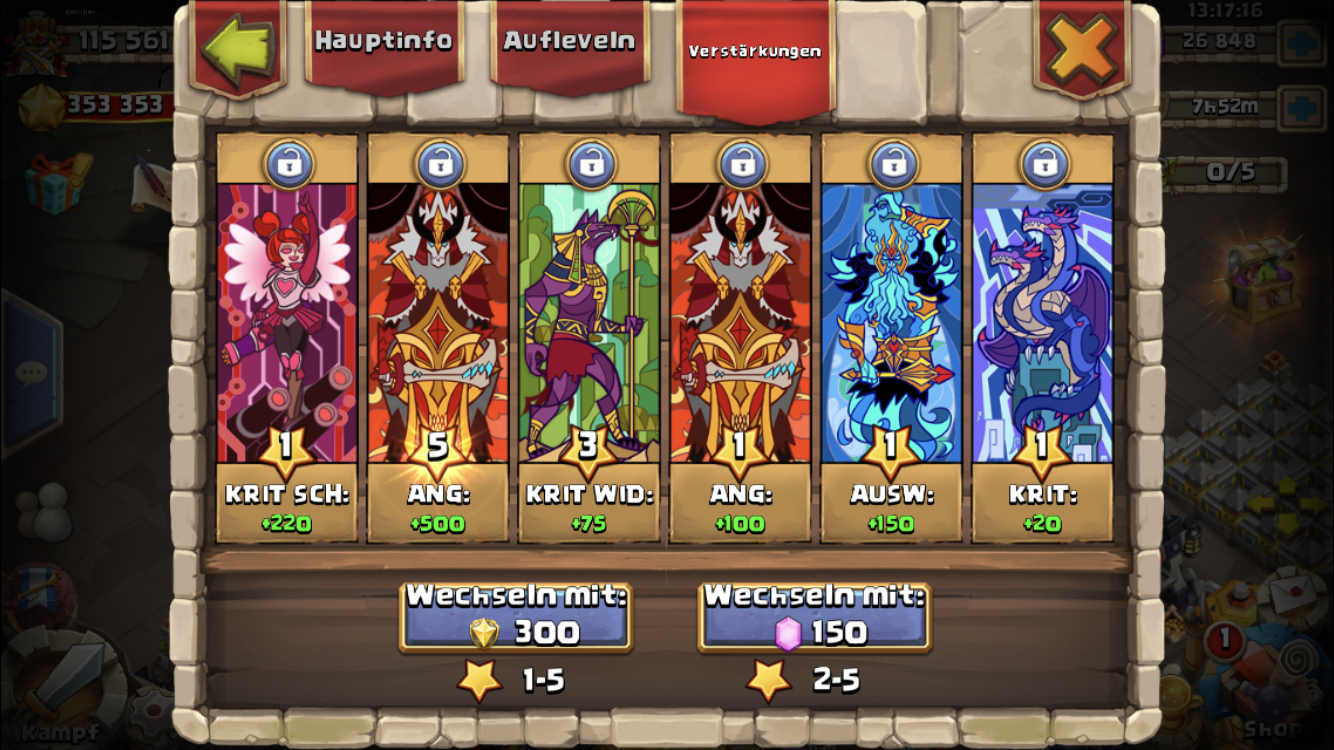 115 561
Hauptinfo
Aufleveln
Verstärkungen
13:17:16
26 848
353 353
7h52m
0/5
1
5
3
1
1
1
KRIT SCH:
+220
ANG:
+500
KRIT WID:
+75
ANG:
+100
AUSW:
+150
KRIT:
+20
Wechseln mit:
300
Wechseln mit:
150
1-5
2-5
1
Kampf
Shop